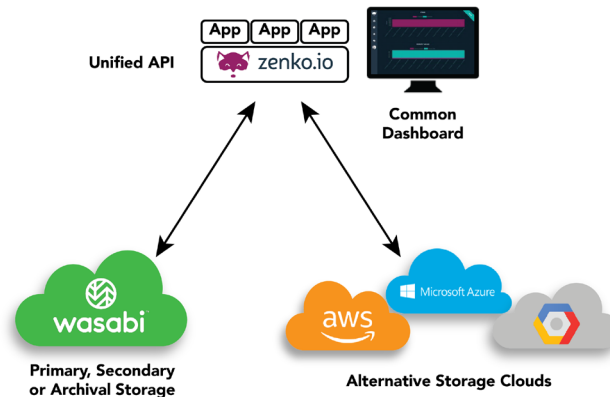 App App App
Unified API
zenko.io
Common
Dashboard
wasabi
aws
Microsoft Azure
Primary, Secondary
or Archival Storage
Alternative Storage Clouds